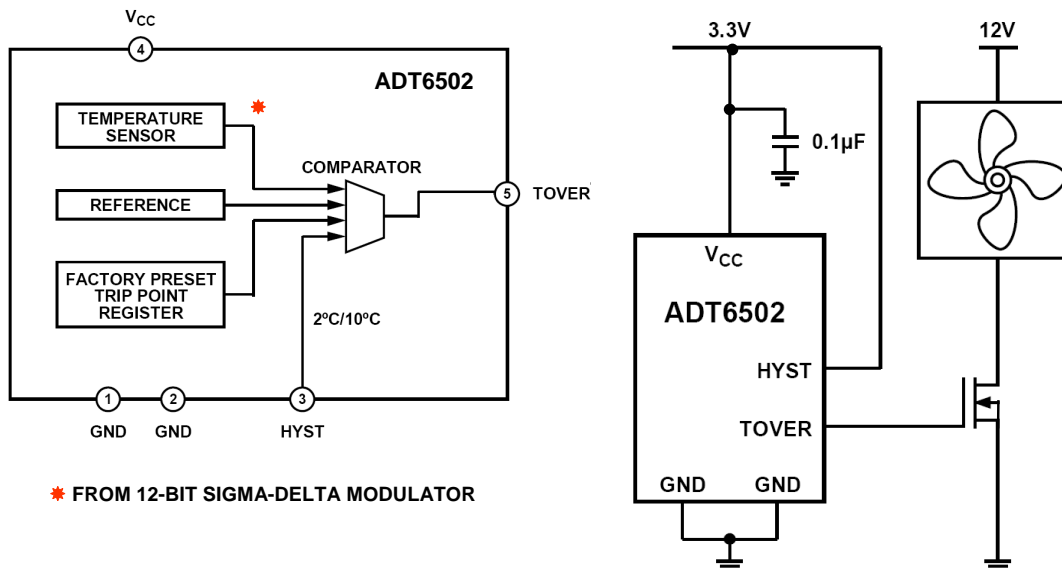 VCC
4
ADT6502
TEMPERATURE
SENSOR
COMPARATOR
REFERENCE
5 TOVER
FACTORY PRESET
TRIP POINT
REGISTER
2ºC/10ºC
1
2
3
GND
GND
HYST
FROM 12-BIT SIGMA-DELTA MODULATOR
3.3V
12V
0.1µF
VCC
ADT6502
HYST
TOVER
GND
GND